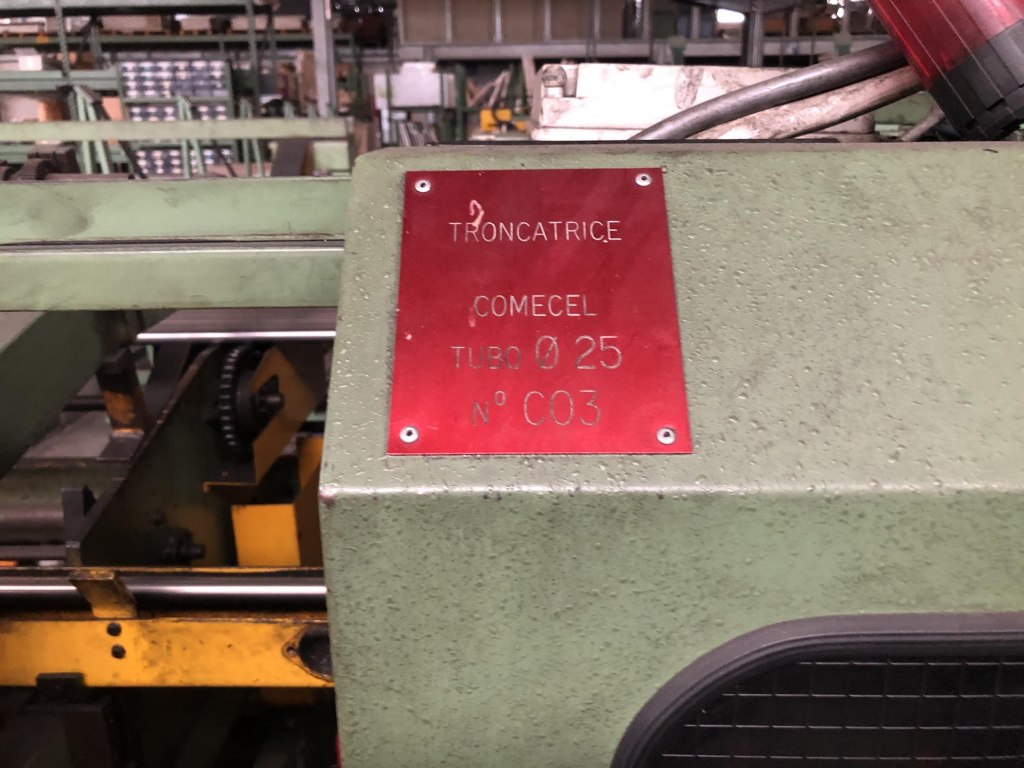 TRONCATRICE
COMECEL
TUBO Ø 25
N° C03